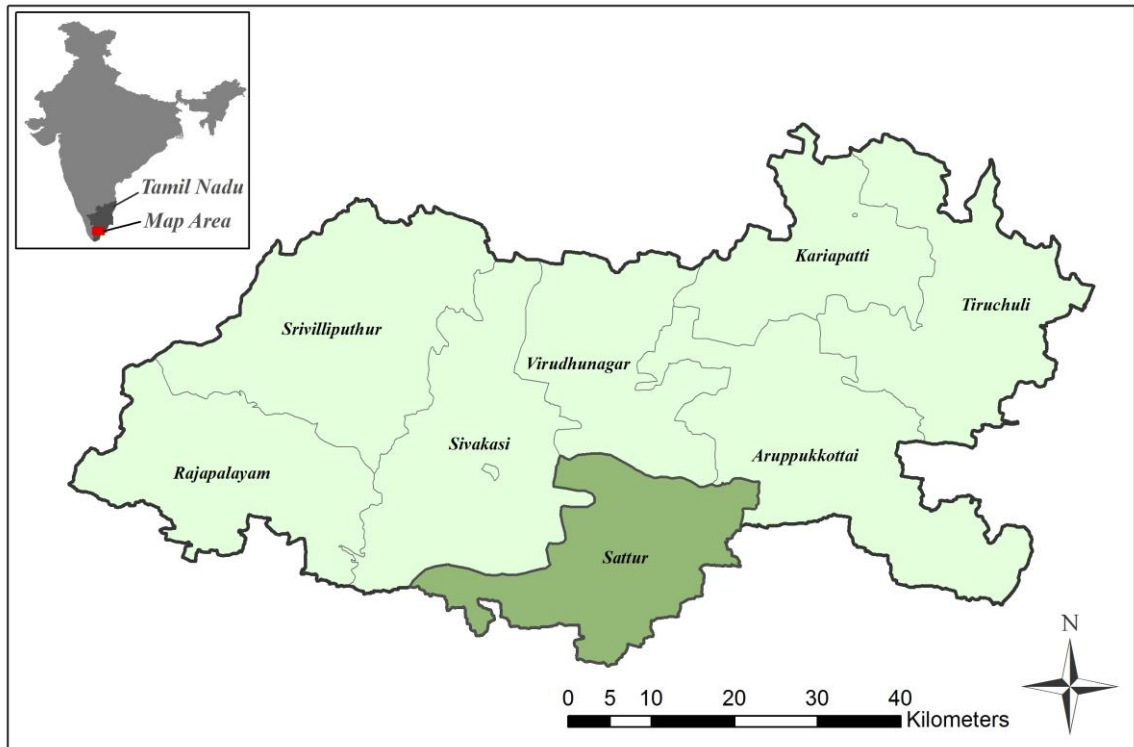 Tamil Nadu
Map Area
Kariapatti
Tiruchuli
Srivilliputhur
Virudhunagar
Sivakasi
Aruppukkottai
Rajapalayam
Sattur
N
0 5 10 20 30 40
Kilometers